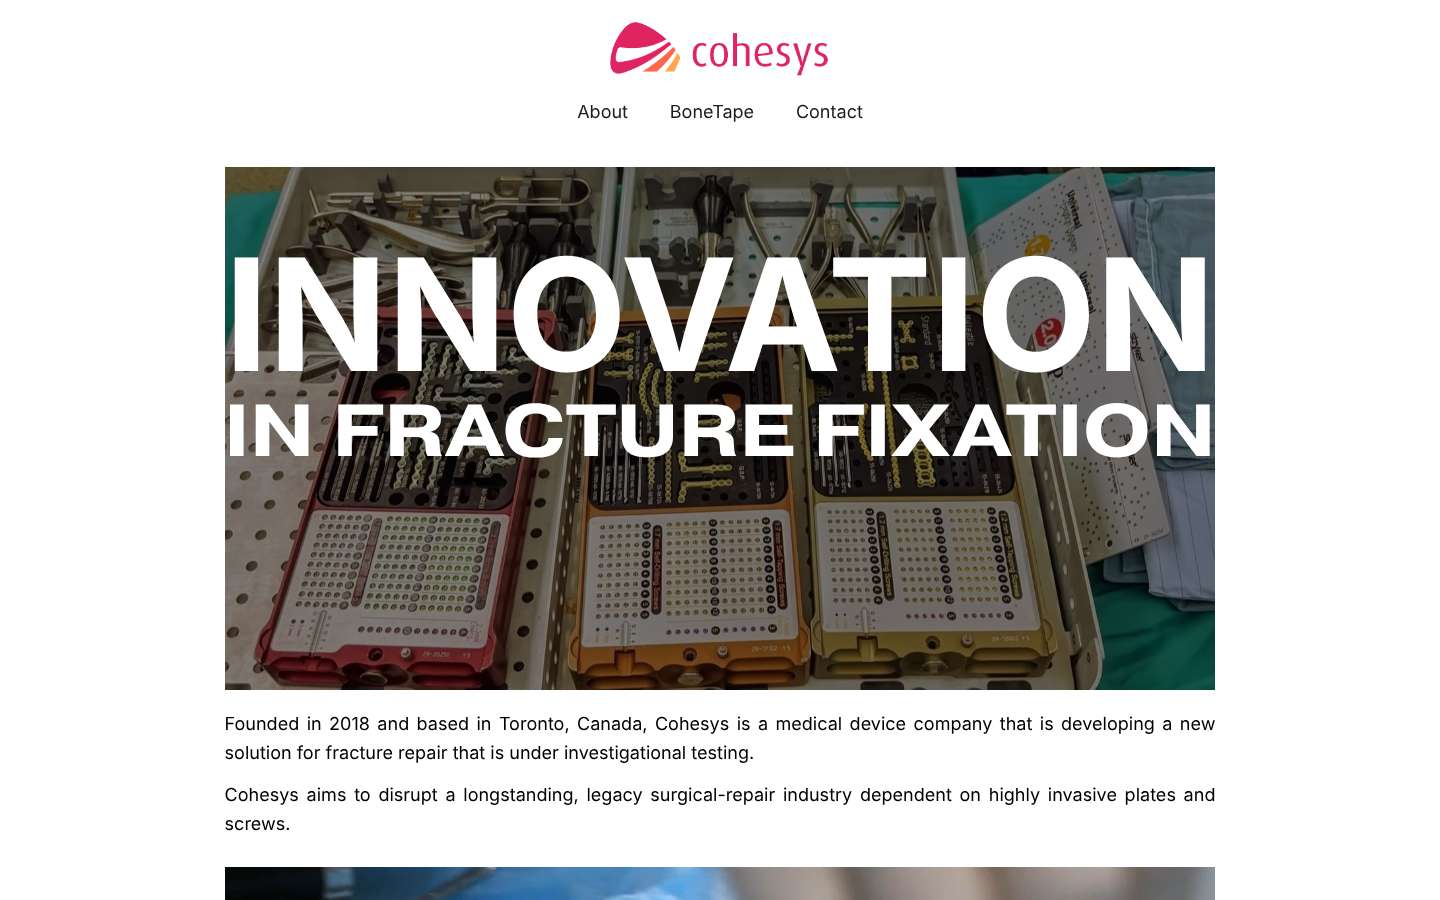 cohesys
About BoneTape Contact
INNOVATION
IN FRACTURE FIXATION
Founded in 2018 and based in Toronto, Canada, Cohesys is a medical device company that is developing a new
solution for fracture repair that is under investigational testing.
Cohesys aims to disrupt a longstanding, legacy surgical-repair industry dependent on highly invasive plates and
screws.